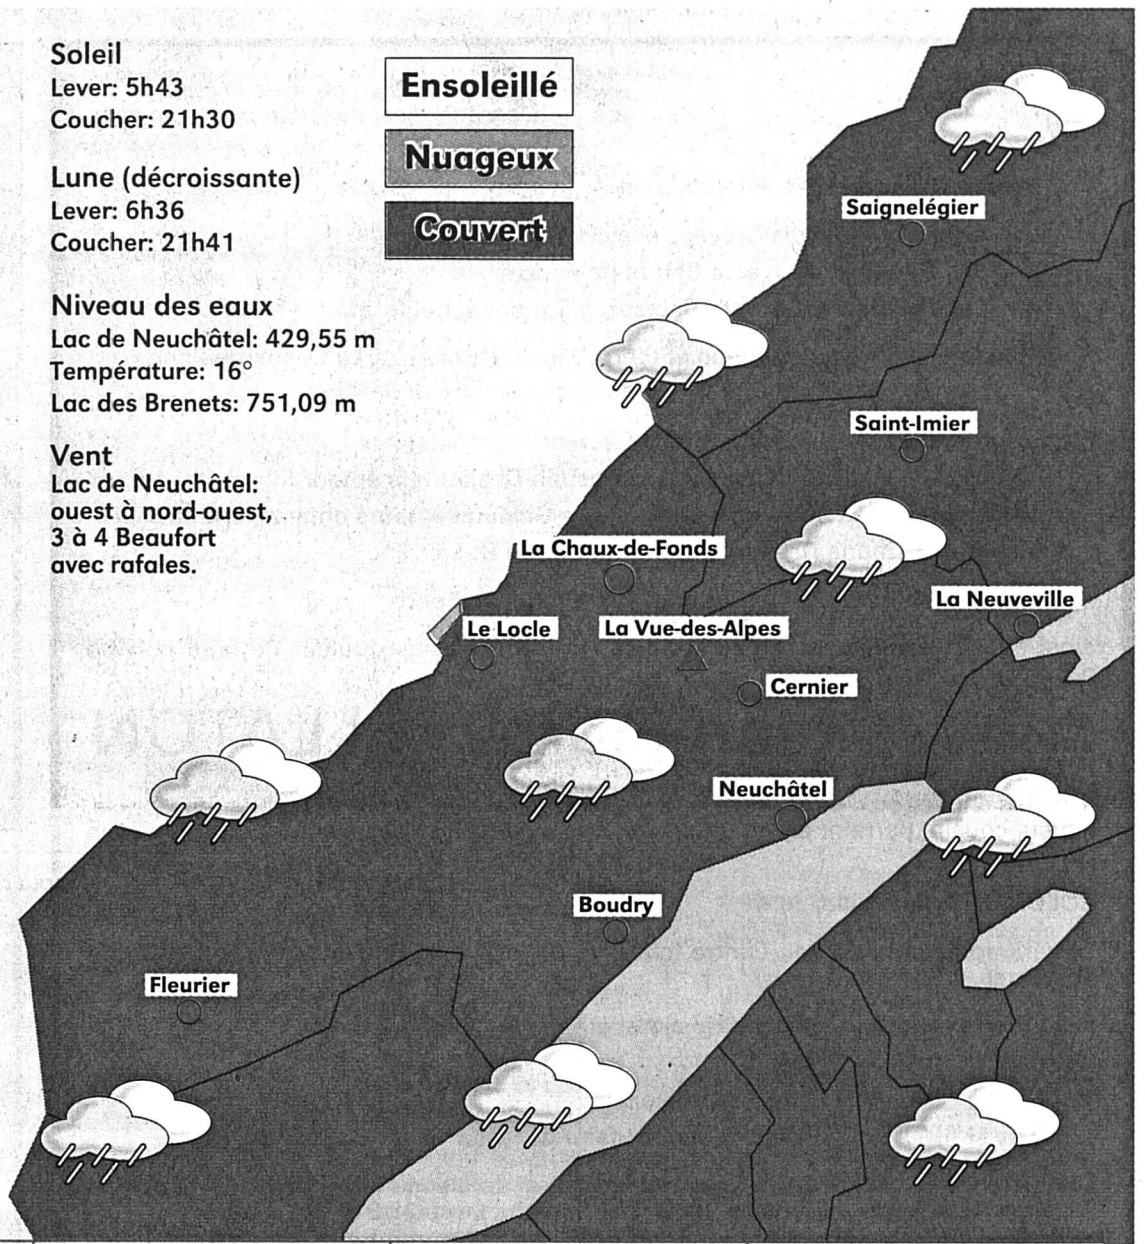 Soleil
Lever: 5h43
Coucher: 21h30
Lune (décroissante)
Lever: 6h36
Coucher: 21h41
Niveau des eaux
Lac de Neuchâtel: 429,55 m
Température: 16°
Lac des Brenets: 751,09 m
Vent
Lac de Neuchâtel:
ouest à nord-ouest,
3 à 4 Beaufort
avec rafales.
Ensoleillé
Nuageux
Couvert
Saignelégier
Saint-Imier
La Chaux-de-Fonds
La Neuveville
Le Locle
La Vue-des-Alpes
Cernier
Neuchâtel
Boudry
Fleurier